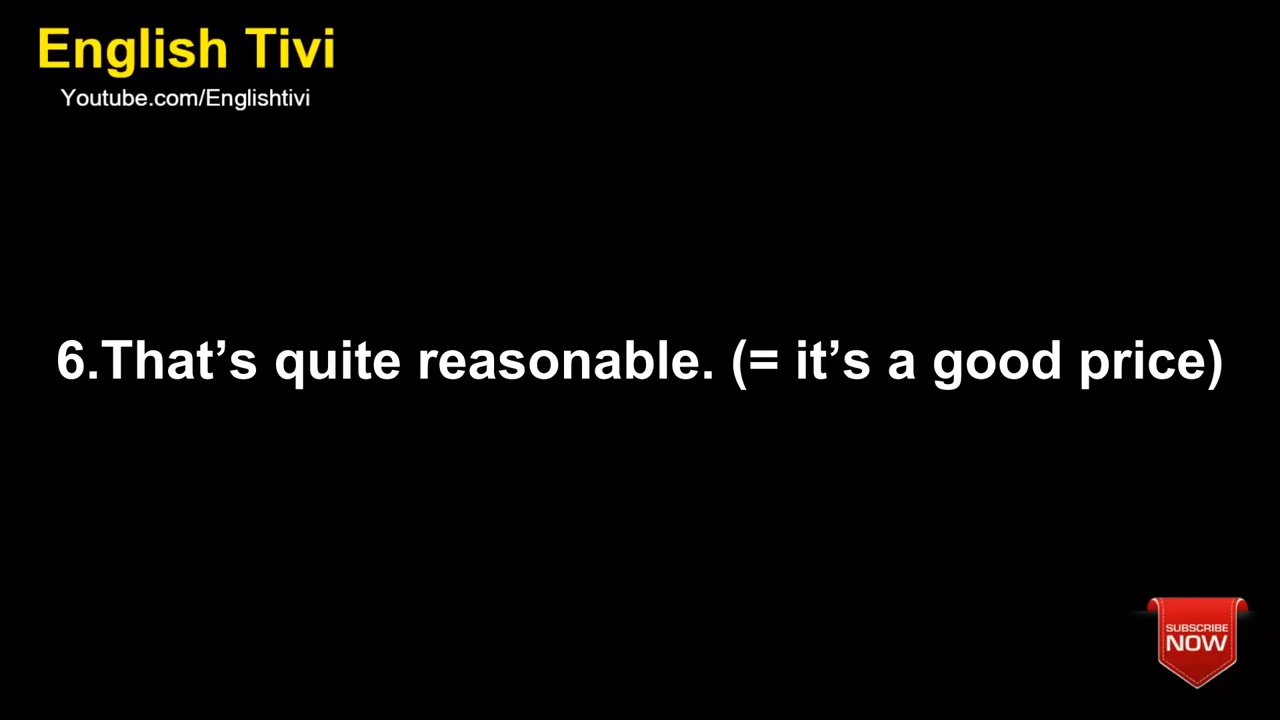 English Tivi
Youtube.com/Englishtivi
6.That’s quite reasonable. (= it’s a good price)
SUBSCRIBE
NOW